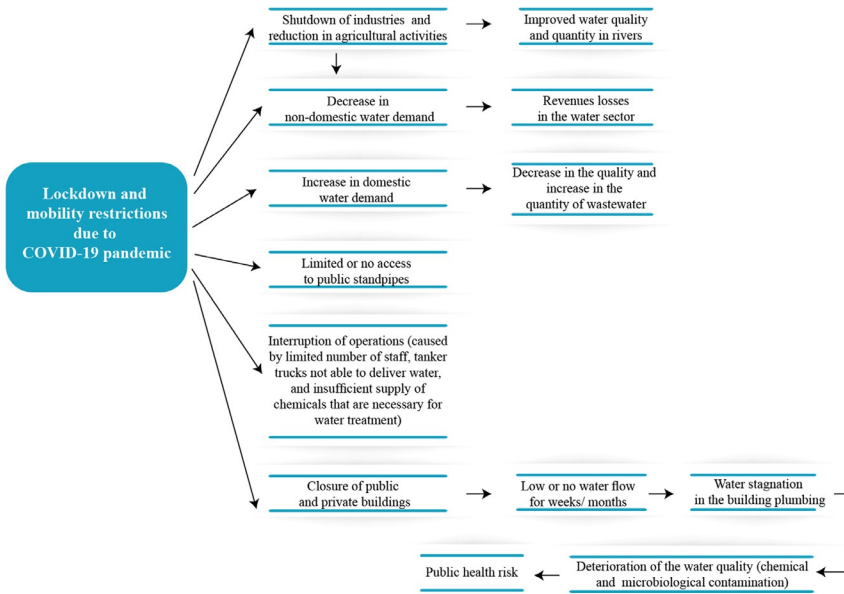 Lockdown and
mobility restrictions
due to
COVID-19 pandemic
Shutdown of industries and
reduction in agricultural activities
Improved water quality
and quantity in rivers
Decrease in
non-domestic water demand
Revenues losses
in the water sector
Increase in domestic
water demand
Decrease in the quality and
increase in the
quantity of wastewater
Limited or no access
to public standpipes
Interruption of operations (caused
by limited number of staff, tanker
trucks not able to deliver water,
and insufficient supply of
chemicals that are necessary for
water treatment)
Closure of public
and private buildings
Low or no water flow
for weeks/ months
Water stagnation
in the building plumbing
Deterioration of the water quality (chemical
and microbiological contamination)
Public health risk